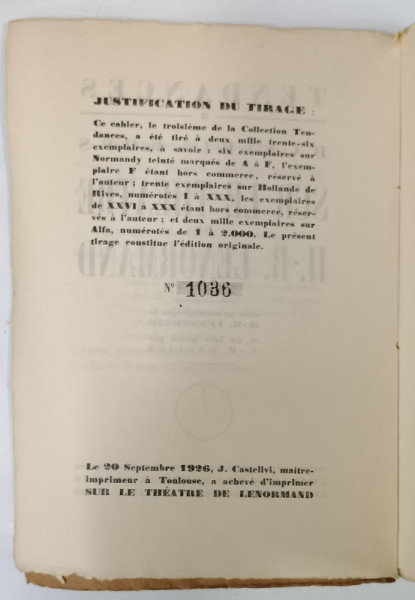 JUSTIFICATION DU TIRAGE :
Ce cahier, le troisième de la Collection Ten-
dances, a été tiré à deux mille trente-six
exemplaires, à savoir : six exemplaires sur
Normandy teinté marqués de A à F, l'exem-
plaire F étant hors commerce, réservé à
l'auteur ; trente exemplaires sur Hollande de
Rives, numérotés I à XXX, les exemplaires
de XXVI à XXX étant hors commerce, réser-
vés à l'auteur ; et deux mille exemplaires sur
Alfa, numérotés de 1 à 2.000. Le présent
tirage constitue l'édition originale.
N° 1036
Le 20 Septembre 1926, J. Castellvi, maitre-
imprimeur à Toulouse, a achevé d'imprimer
SUR LE THÉATRE DE LENORMAND